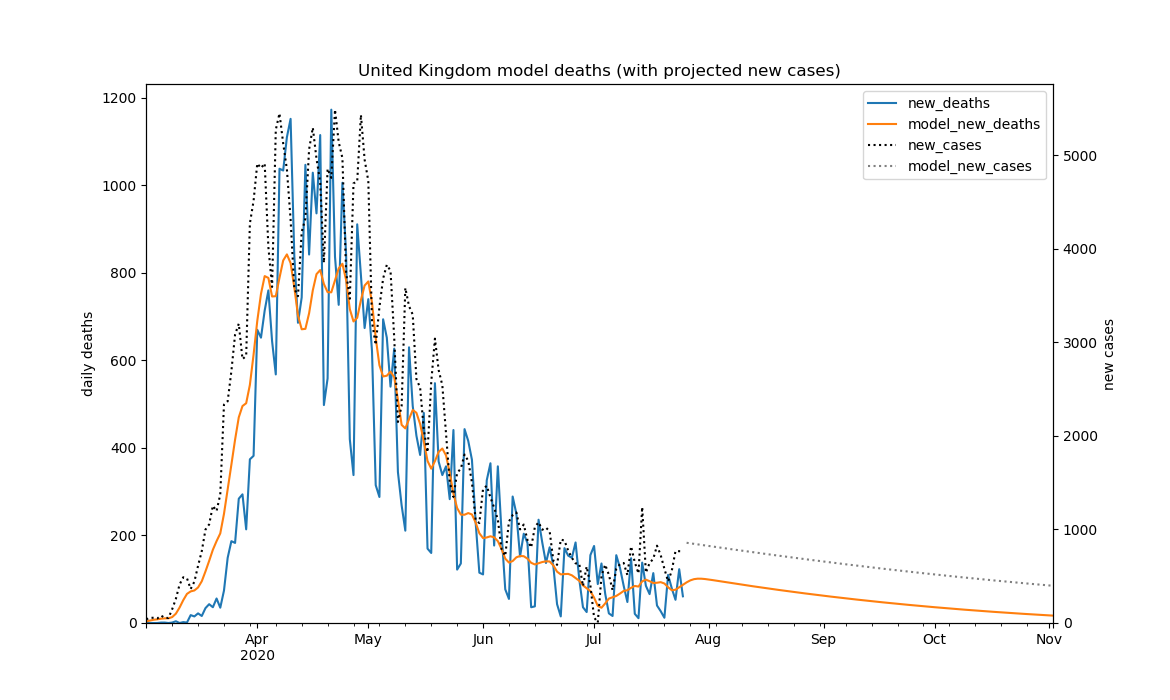 United Kingdom model deaths (with projected new cases)
new_deaths
model_new_deaths
new_cases
model_new_cases
daily deaths
1200
1000
800
600
400
200
0
new cases
5000
4000
3000
2000
1000
0
Apr May Jun Jul Aug Sep Oct Nov
2020